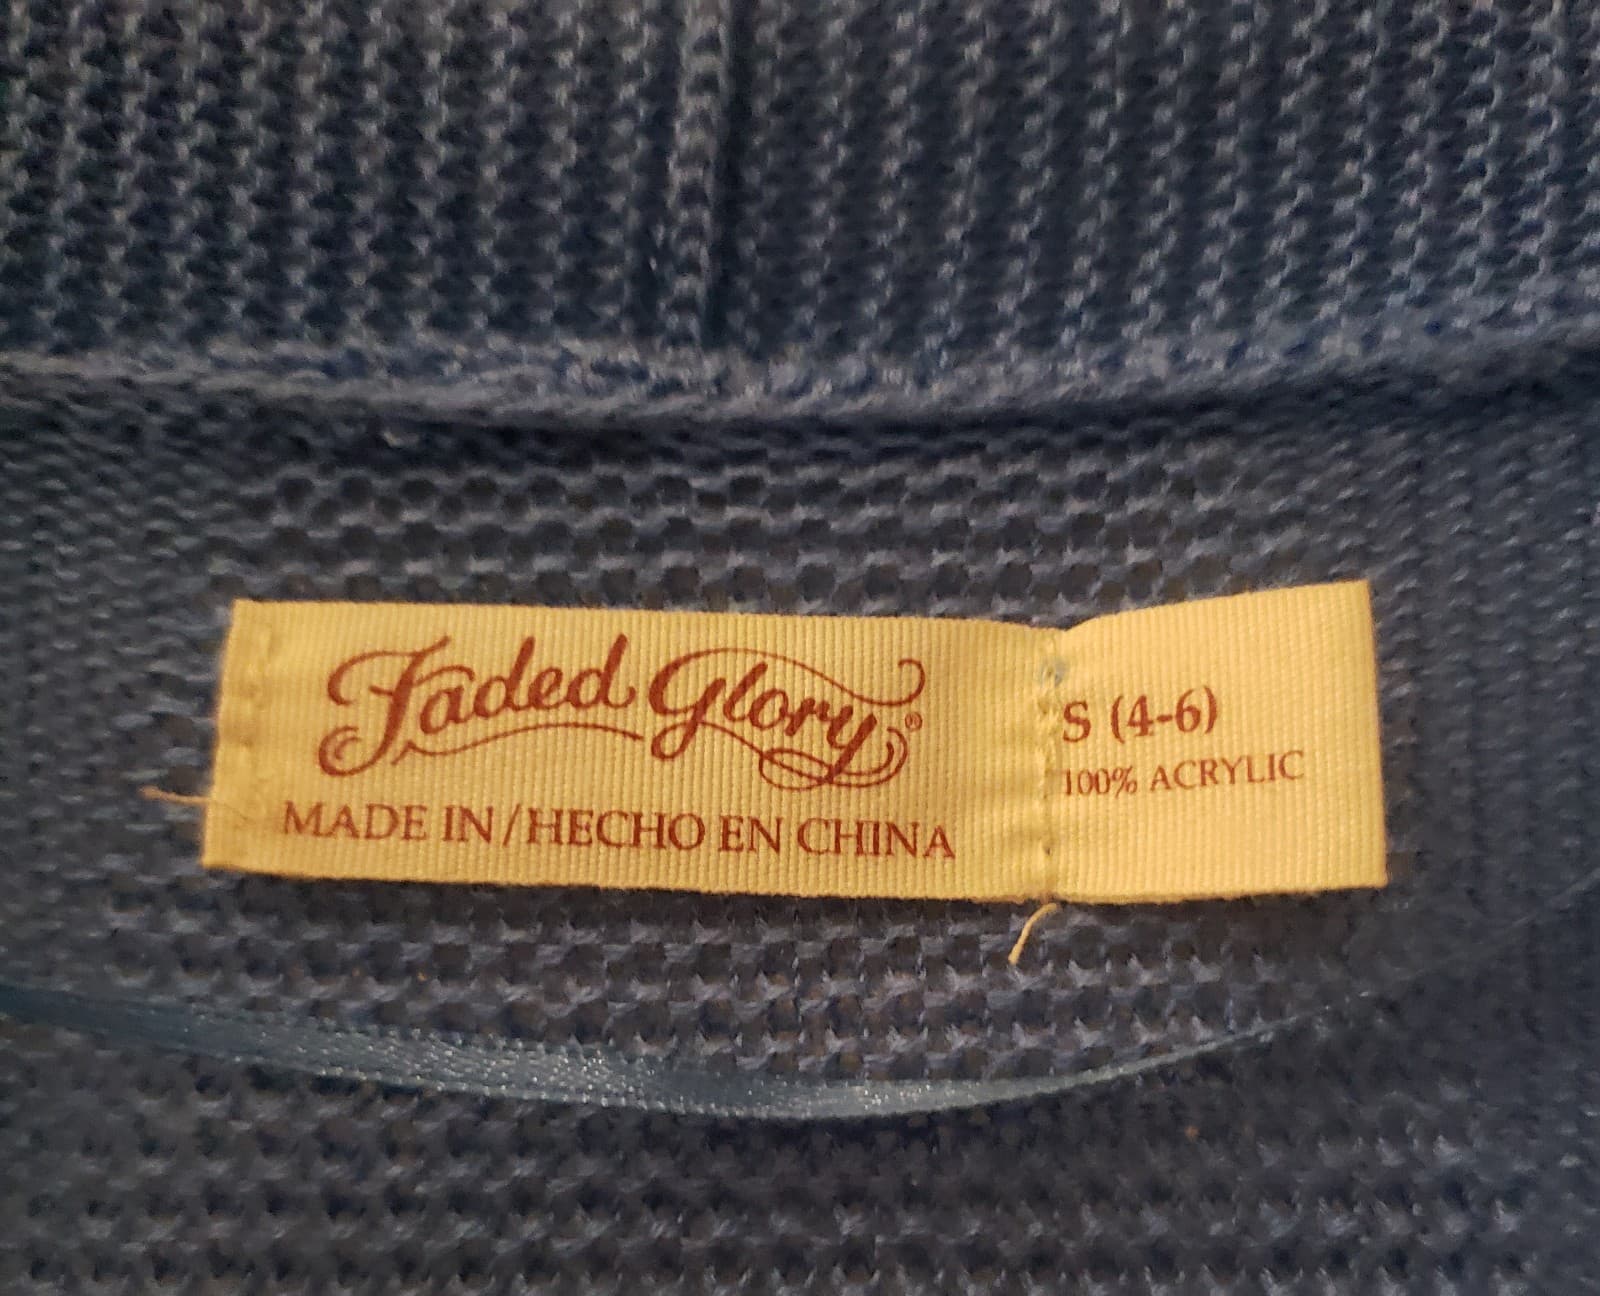 Faded Glory®
MADE IN/HECHO EN CHINA
S (4-6)
100% ACRYLIC